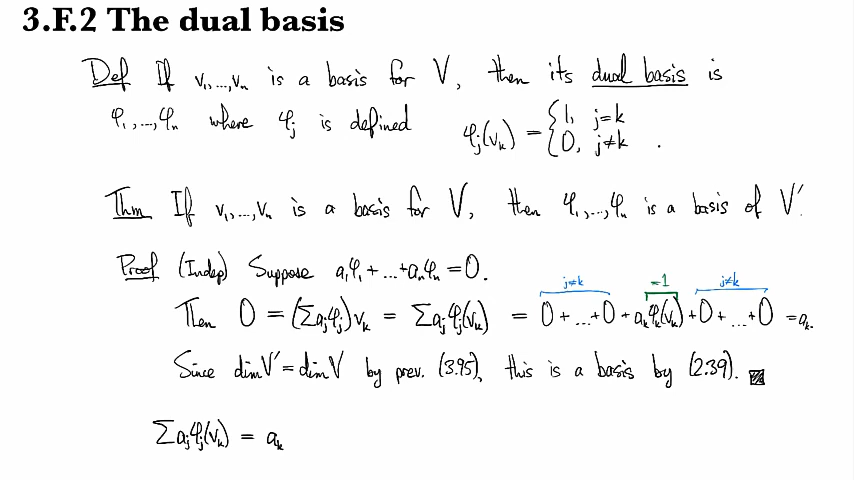 3.F.2 The dual basis
Def If v₁,...,vₙ is a basis for V, then its dual basis is
φ₁,...,φₙ where φⱼ is defined φⱼ(vₖ) = { 1, j=k
0, j≠k .
Thm If v₁,...,vₙ is a basis for V, then φ₁,...,φₙ is a basis of V'.
Proof (Indep) Suppose a₁φ₁ + ... + aₙφₙ = 0.
j≠k =1 j≠k
Then 0 = (Σaⱼφⱼ)vₖ = Σaⱼφⱼ(vₖ) = 0 + ... + 0 + aₖφₖ(vₖ) + 0 + ... + 0 = aₖ.
Since dim V' = dim V by prev. (3.95), this is a basis by (2.39).
Σaⱼφⱼ(vₖ) = aₖ